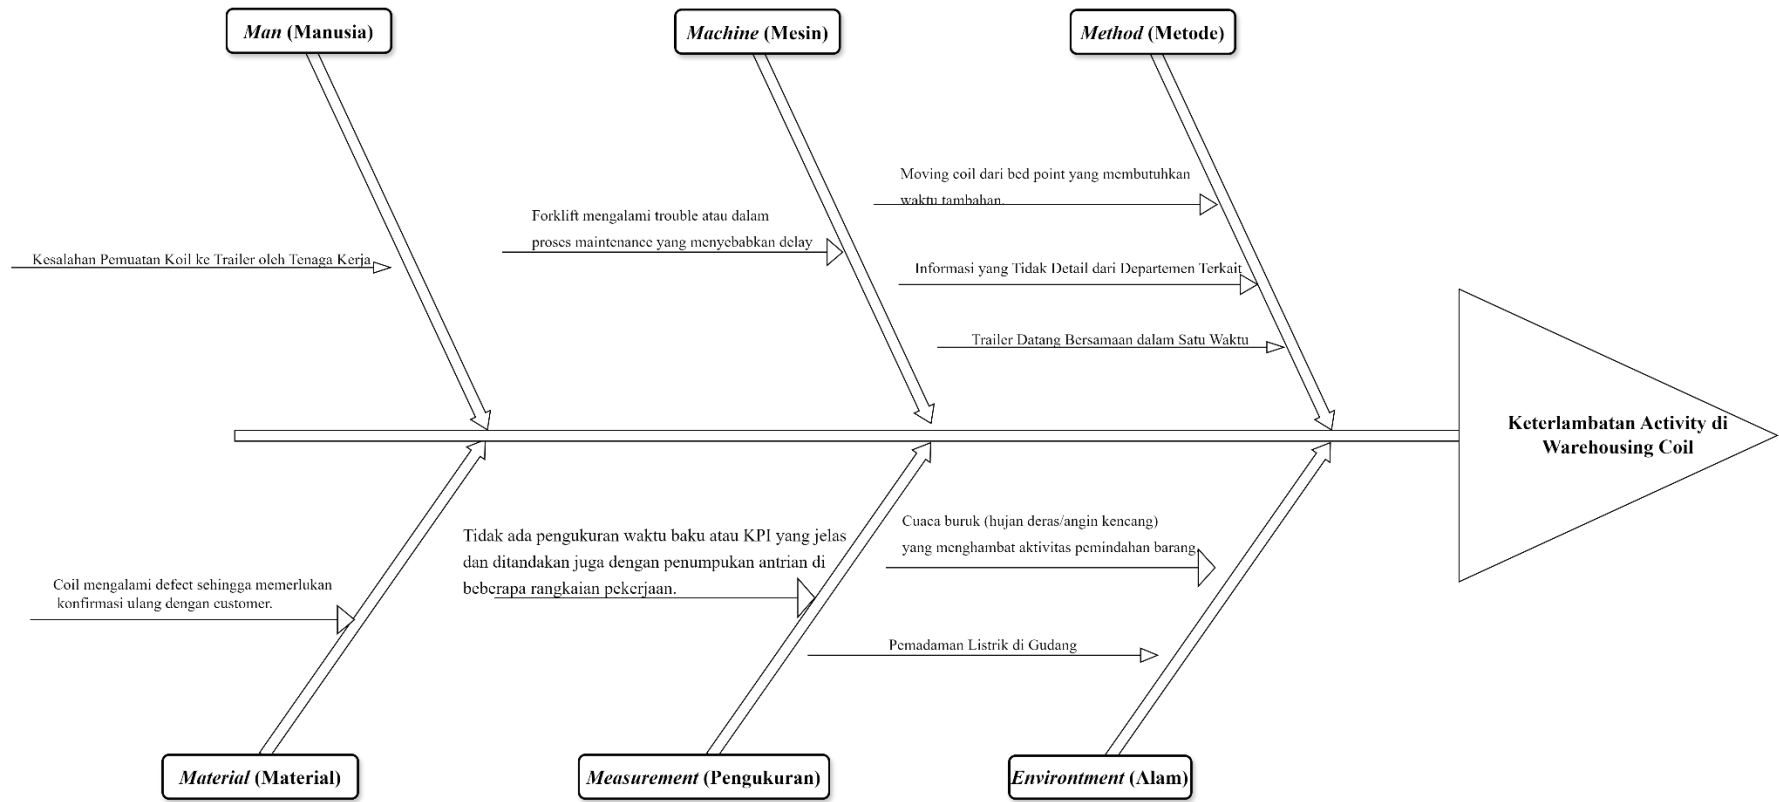 Man (Manusia)
Machine (Mesin)
Method (Metode)
Moving coil dari bed point yang membutuhkan
waktu tambahan.
Forklift mengalami trouble atau dalam
proses maintenance yang menyebabkan delay
Kesalahan Pemuatan Koil ke Trailer oleh Tenaga Kerja
Informasi yang Tidak Detail dari Departemen Terkait
Trailer Datang Bersamaan dalam Satu Waktu
Keterlambatan Activity di
Warehousing Coil
Cuaca buruk (hujan deras/angin kencang)
yang menghambat aktivitas pemindahan barang.
Tidak ada pengukuran waktu baku atau KPI yang jelas
dan ditandakan juga dengan penumpukan antrian di
beberapa rangkaian pekerjaan.
Coil mengalami defect sehingga memerlukan
konfirmasi ulang dengan customer.
Pemadaman Listrik di Gudang
Material (Material)
Measurement (Pengukuran)
Environtment (Alam)